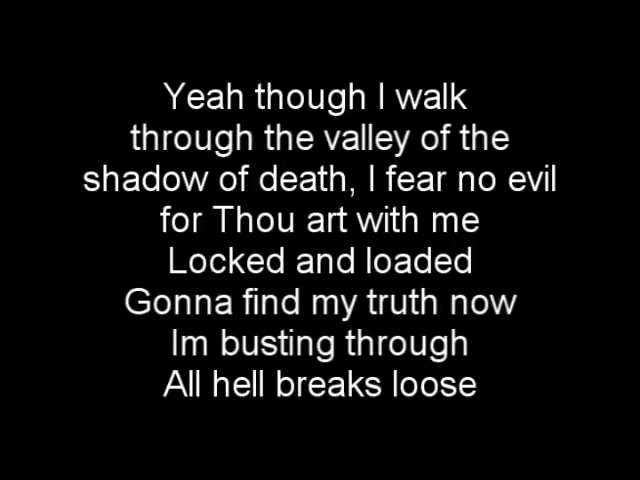 Yeah though I walk
through the valley of the
shadow of death, I fear no evil
for Thou art with me
Locked and loaded
Gonna find my truth now
Im busting through
All hell breaks loose